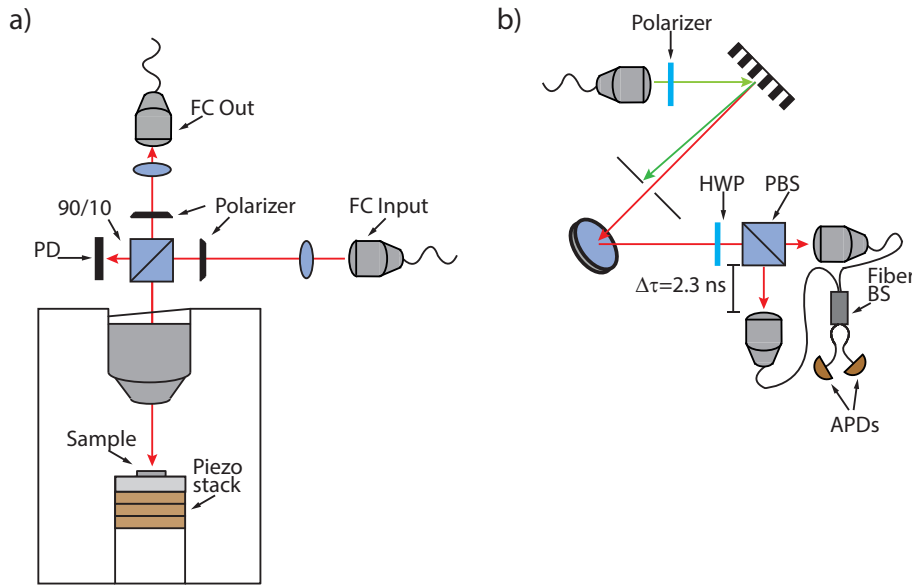 a)
FC Out
90/10
Polarizer
FC Input
PD
Sample
Piezo
stack
b)
Polarizer
HWP
PBS
Δτ=2.3 ns
Fiber
BS
APDs